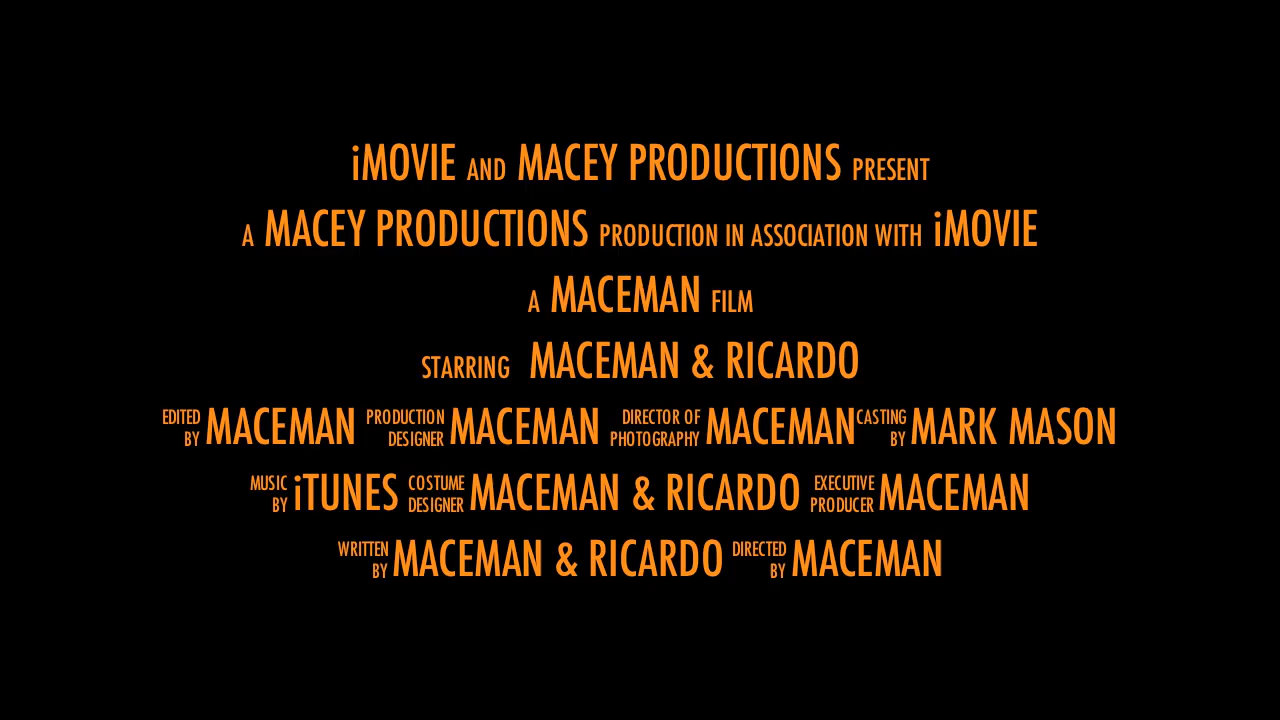 iMOVIE AND MACEY PRODUCTIONS PRESENT
A MACEY PRODUCTIONS PRODUCTION IN ASSOCIATION WITH iMOVIE
A MACEMAN FILM
STARRING MACEMAN & RICARDO
EDITED BY MACEMAN PRODUCTION DESIGNER MACEMAN DIRECTOR OF PHOTOGRAPHY MACEMAN CASTING BY MARK MASON
MUSIC BY iTUNES COSTUME DESIGNER MACEMAN & RICARDO EXECUTIVE PRODUCER MACEMAN
WRITTEN BY MACEMAN & RICARDO DIRECTED BY MACEMAN